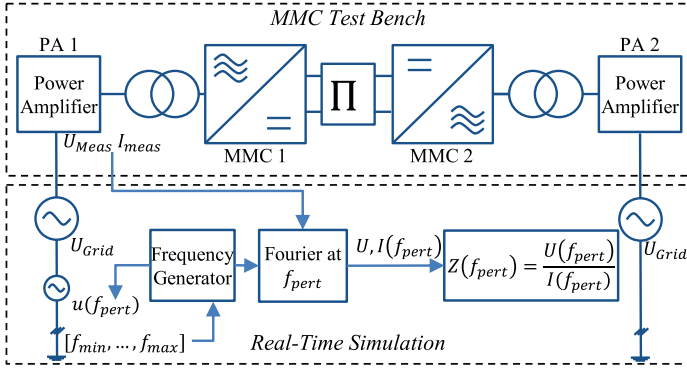 MMC Test Bench
PA 1
PA 2
Power
Amplifier
Power
Amplifier
Π
MMC 1
MMC 2
U_Meas I_meas
U_Grid
Frequency
Generator
Fourier at
f_pert
U, I(f_pert)
Z(f_pert) = U(f_pert) / I(f_pert)
U_Grid
u(f_pert)
[f_min, …, f_max]
Real-Time Simulation